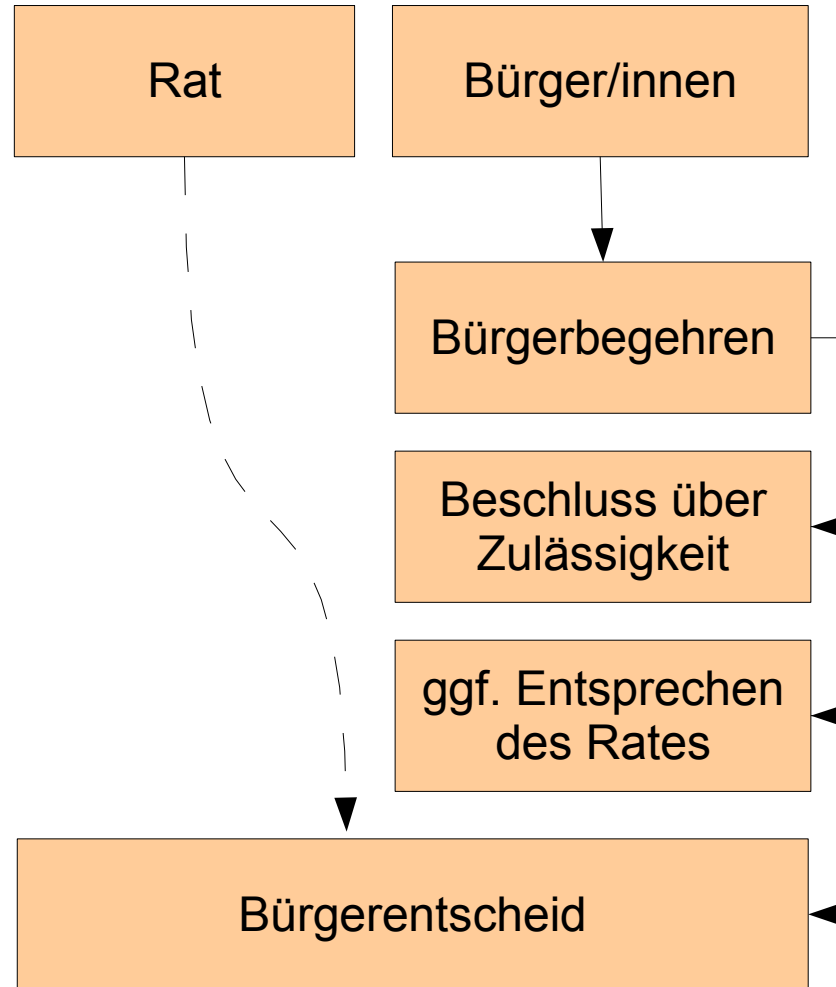 Rat
Bürger/innen
Bürgerbegehren
Beschluss über
Zulässigkeit
ggf. Entsprechen
des Rates
Bürgerentscheid